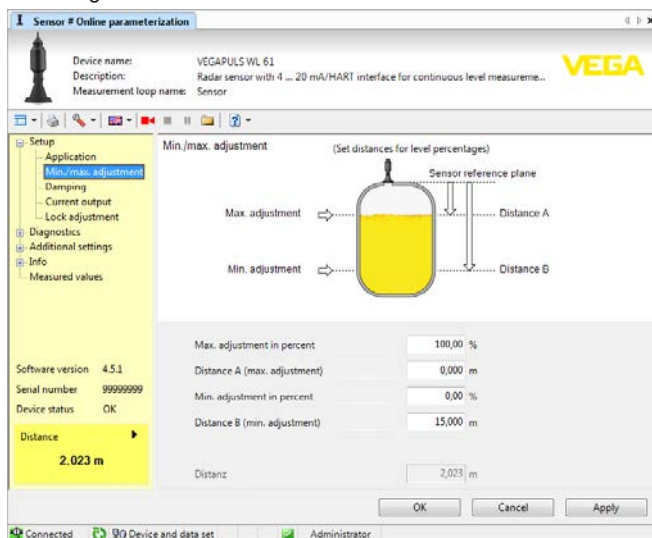 Sensor # Online parameterization
Device name: VEGAPULS WL 61
Description: Radar sensor with 4 ... 20 mA/HART interface for continuous level measureme...
Measurement loop name: Sensor
VEGA
Setup
Application
Min./max. adjustment
Damping
Current output
Lock adjustment
Diagnostics
Additional settings
Info
Measured values
Software version 4.5.1
Serial number 99999999
Device status OK
Distance
2.023 m
Min./max. adjustment (Set distances for level percentages)
Sensor reference plane
Max. adjustment Distance A
Min. adjustment Distance B
Max. adjustment in percent 100,00 %
Distance A (max. adjustment) 0,000 m
Min. adjustment in percent 0,00 %
Distance B (min. adjustment) 15,000 m
Distanz 2,023 m
OK Cancel Apply
Connected Device and data set Administrator